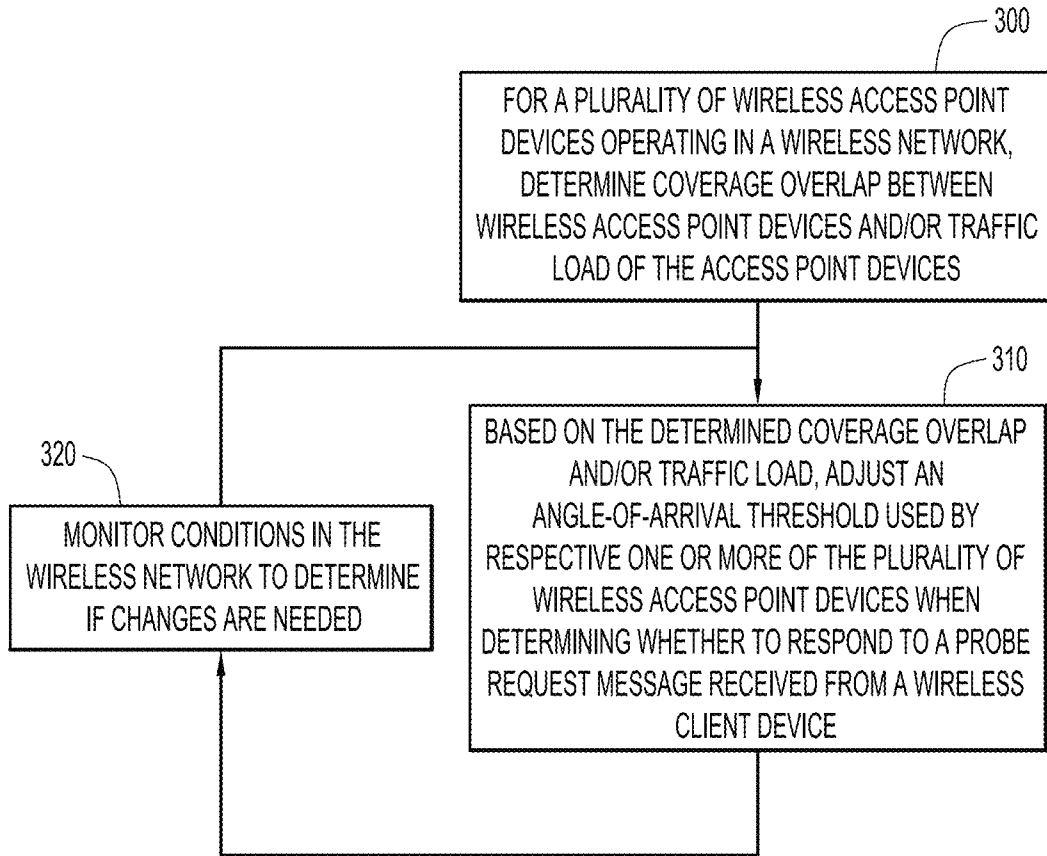 300
FOR A PLURALITY OF WIRELESS ACCESS POINT
DEVICES OPERATING IN A WIRELESS NETWORK,
DETERMINE COVERAGE OVERLAP BETWEEN
WIRELESS ACCESS POINT DEVICES AND/OR TRAFFIC
LOAD OF THE ACCESS POINT DEVICES
310
BASED ON THE DETERMINED COVERAGE OVERLAP
AND/OR TRAFFIC LOAD, ADJUST AN
ANGLE-OF-ARRIVAL THRESHOLD USED BY
RESPECTIVE ONE OR MORE OF THE PLURALITY OF
WIRELESS ACCESS POINT DEVICES WHEN
DETERMINING WHETHER TO RESPOND TO A PROBE
REQUEST MESSAGE RECEIVED FROM A WIRELESS
CLIENT DEVICE
320
MONITOR CONDITIONS IN THE
WIRELESS NETWORK TO DETERMINE
IF CHANGES ARE NEEDED